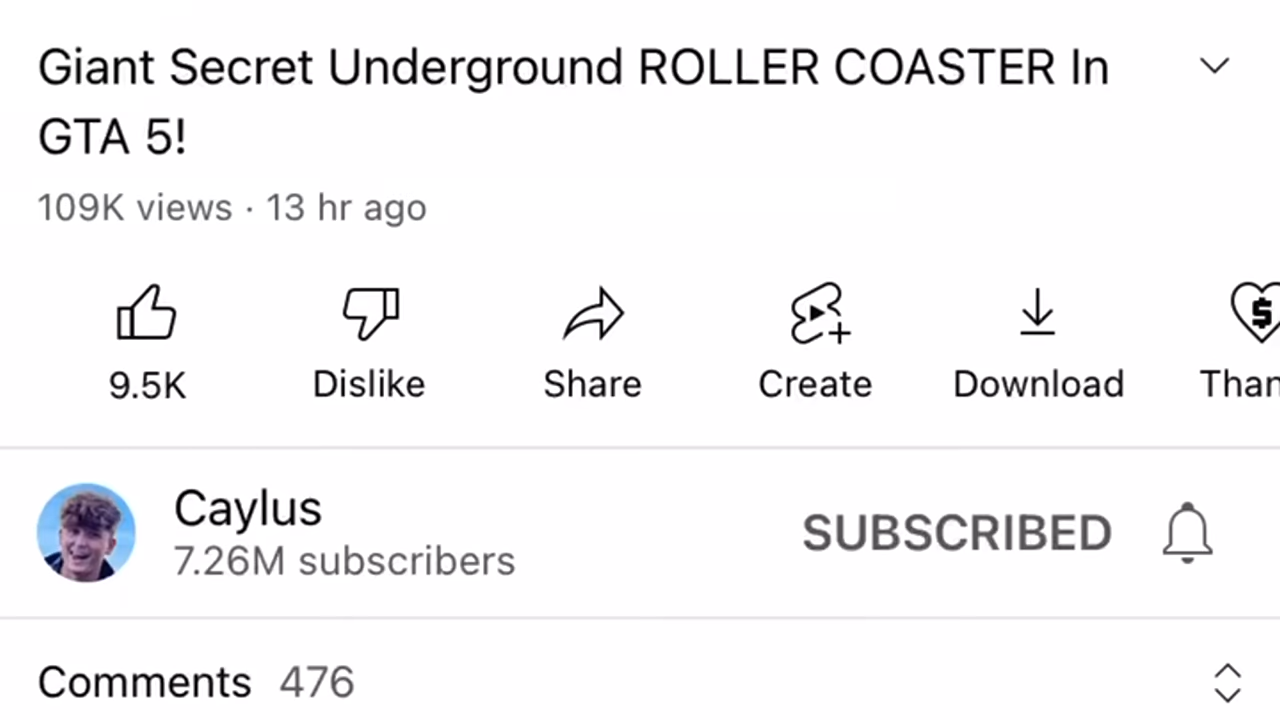 Giant Secret Underground ROLLER COASTER In
GTA 5!
109K views · 13 hr ago
9.5K Dislike Share Create Download Than
Caylus
7.26M subscribers
SUBSCRIBED
Comments 476